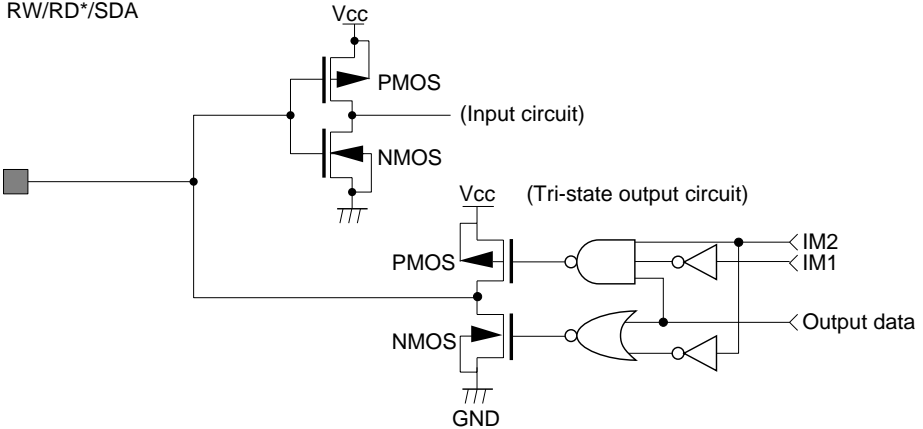 RW/RD*/SDA
Vcc
PMOS
(Input circuit)
NMOS
Vcc
(Tri-state output circuit)
IM2
PMOS
IM1
Output data
NMOS
GND